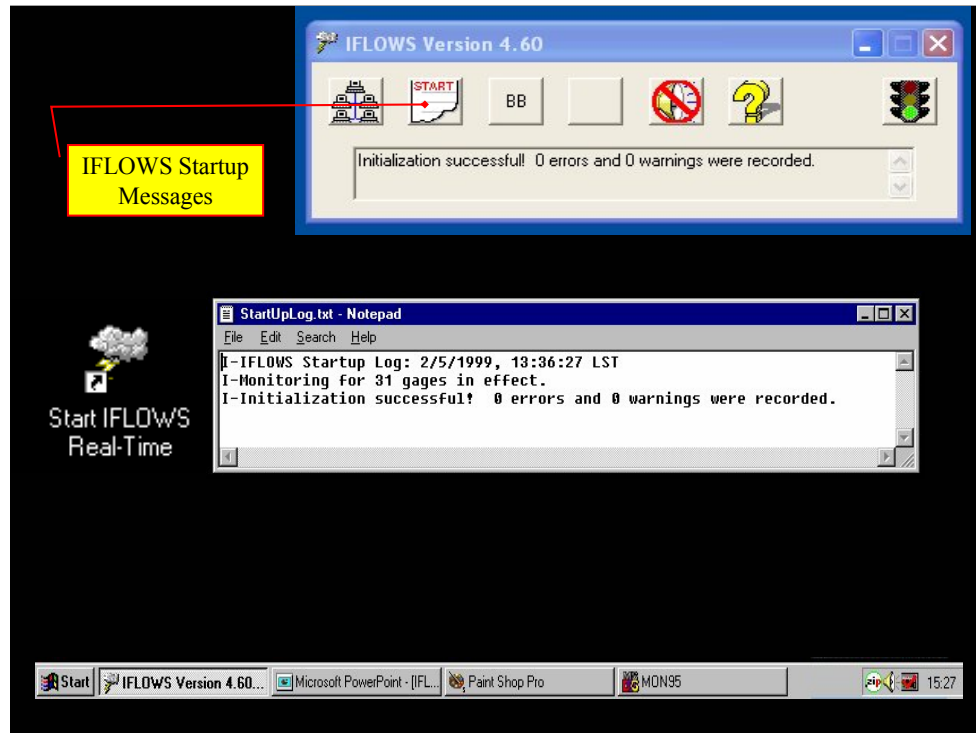 IFLOWS Version 4.60
START
BB
Initialization successful! 0 errors and 0 warnings were recorded.
IFLOWS Startup
Messages
StartUpLog.txt - Notepad
File Edit Search Help
I-IFLOWS Startup Log: 2/5/1999, 13:36:27 LST
I-Monitoring for 31 gages in effect.
I-Initialization successful! 0 errors and 0 warnings were recorded.
Start IFLOWS
Real-Time
Start
IFLOWS Version 4.60...
Microsoft PowerPoint - [IFL...
Paint Shop Pro
MON95
zip
15:27